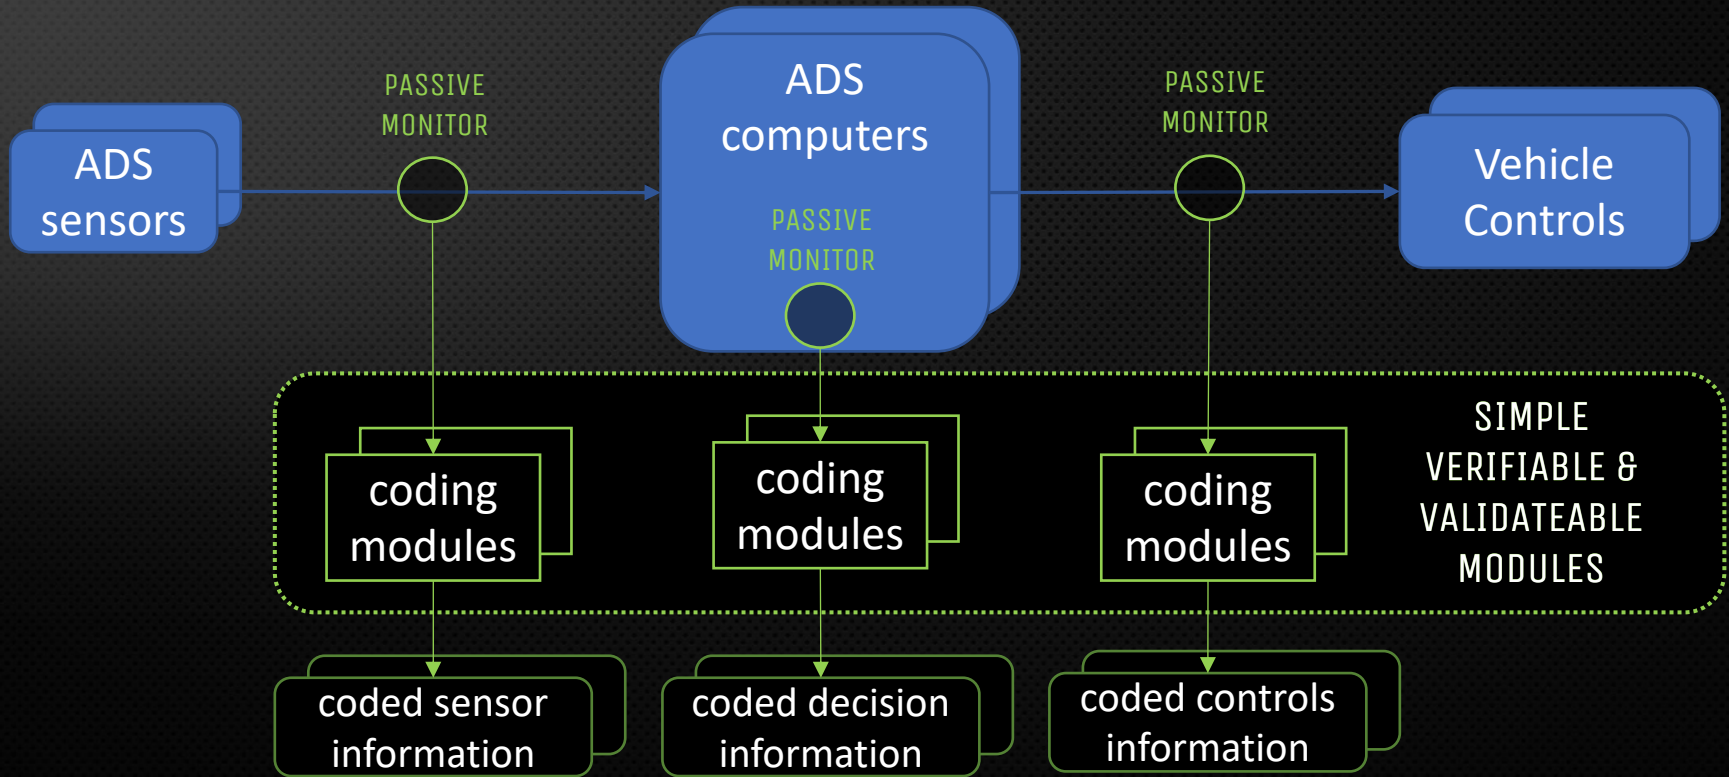 ADS
sensors
PASSIVE
MONITOR
ADS
computers
PASSIVE
MONITOR
PASSIVE
MONITOR
Vehicle
Controls
coding
modules
coding
modules
coding
modules
SIMPLE
VERIFIABLE &
VALIDATEABLE
MODULES
coded sensor
information
coded decision
information
coded controls
information